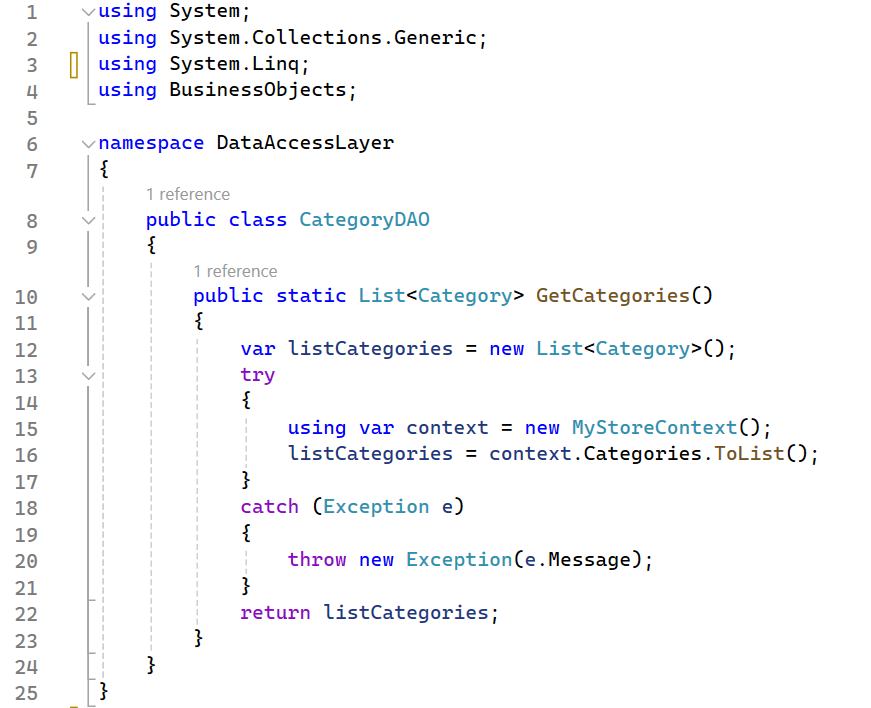 1 using System;
2 using System.Collections.Generic;
3 using System.Linq;
4 using BusinessObjects;
5
6 namespace DataAccessLayer
7 {
1 reference
8 public class CategoryDAO
9 {
1 reference
10 public static List<Category> GetCategories()
11 {
12 var listCategories = new List<Category>();
13 try
14 {
15 using var context = new MyStoreContext();
16 listCategories = context.Categories.ToList();
17 }
18 catch (Exception e)
19 {
20 throw new Exception(e.Message);
21 }
22 return listCategories;
23 }
24 }
25 }